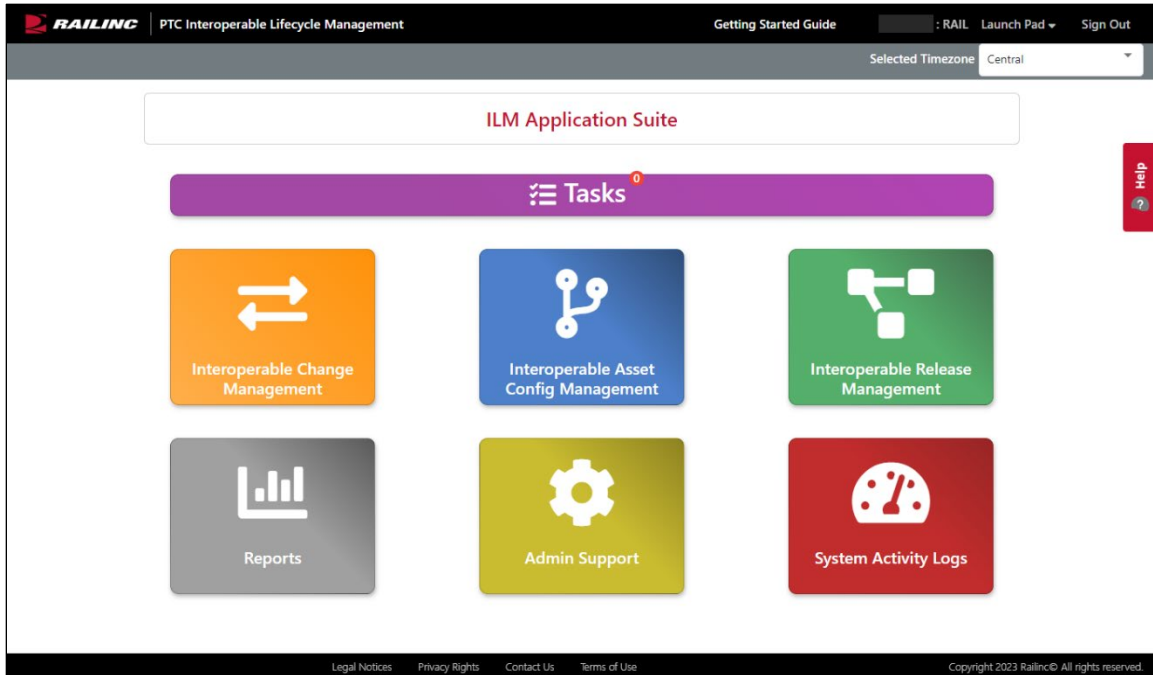 RAILINC PTC Interoperable Lifecycle Management Getting Started Guide : RAIL Launch Pad Sign Out
Selected Timezone Central
ILM Application Suite
Tasks 0
Help
?
Interoperable Change
Management
Interoperable Asset
Config Management
Interoperable Release
Management
Reports
Admin Support
System Activity Logs
Legal Notices Privacy Rights Contact Us Terms of Use Copyright 2023 Railinc© All rights reserved.